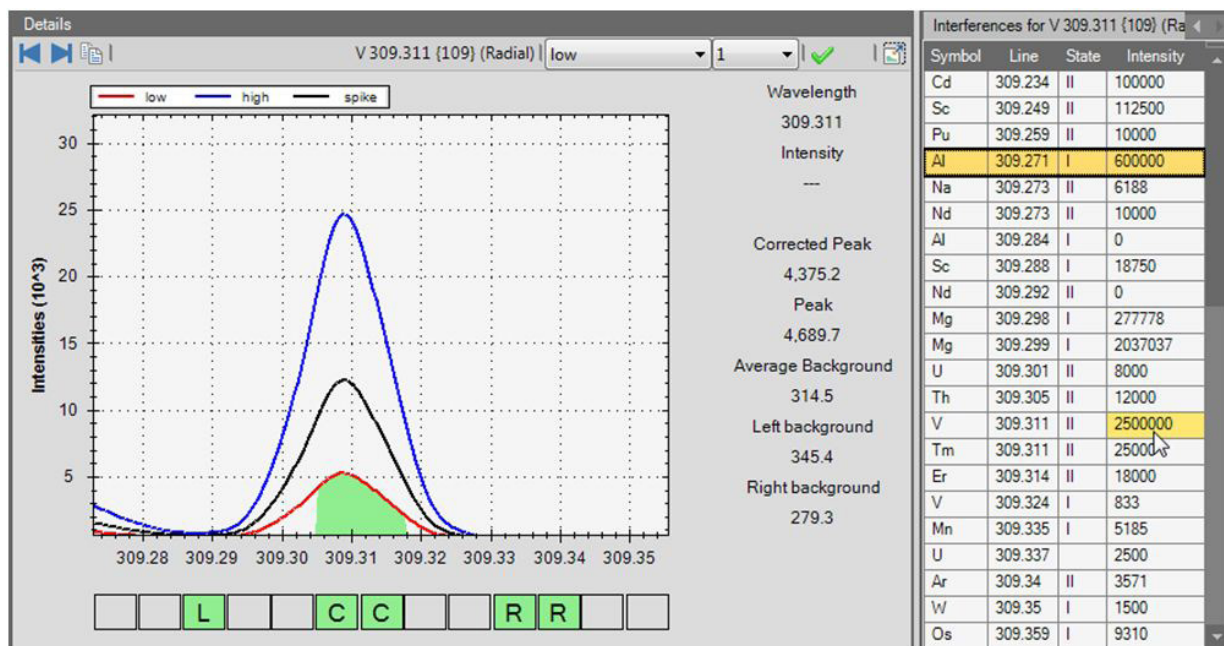 Details
V 309.311 {109} (Radial) low 1
low high spike
Intensities (10^3)
30
25
20
15
10
5
309.28 309.29 309.30 309.31 309.32 309.33 309.34 309.35
L C C R R
Wavelength
309.311
Intensity
---
Corrected Peak
4,375.2
Peak
4,689.7
Average Background
314.5
Left background
345.4
Right background
279.3
Interferences for V 309.311 {109} (Ra
Symbol Line State Intensity
Cd 309.234 II 100000
Sc 309.249 II 112500
Pu 309.259 II 10000
Al 309.271 I 600000
Na 309.273 II 6188
Nd 309.273 II 10000
Al 309.284 I 0
Sc 309.288 I 18750
Nd 309.292 II 0
Mg 309.298 I 277778
Mg 309.299 I 2037037
U 309.301 II 8000
Th 309.305 II 12000
V 309.311 II 2500000
Tm 309.311 II 25000
Er 309.314 II 18000
V 309.324 I 833
Mn 309.335 I 5185
U 309.337 2500
Ar 309.34 II 3571
W 309.35 I 1500
Os 309.359 I 9310